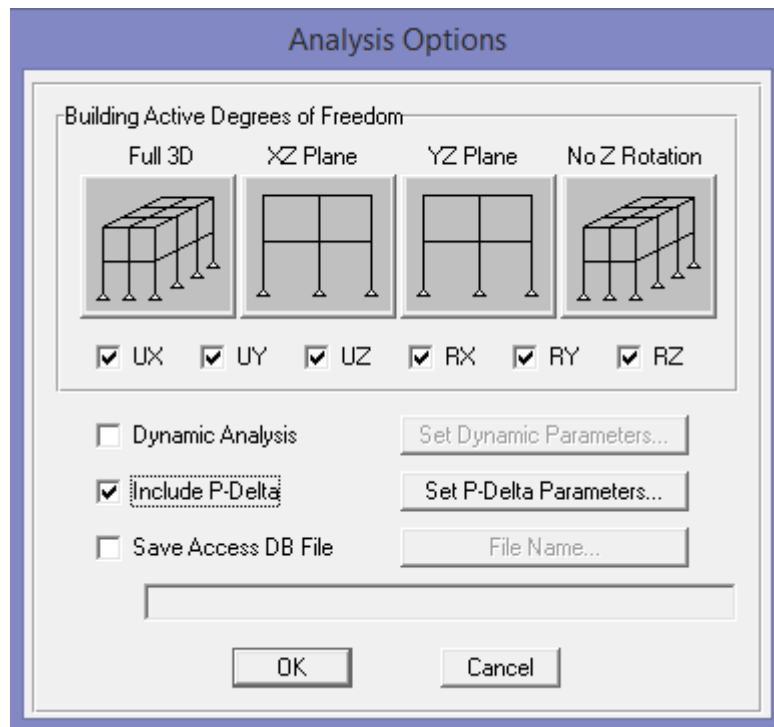 Analysis Options
Building Active Degrees of Freedom
Full 3D XZ Plane YZ Plane No Z Rotation
UX UY UZ RX RY RZ
Dynamic Analysis Set Dynamic Parameters...
Include P-Delta Set P-Delta Parameters...
Save Access DB File File Name...
OK Cancel